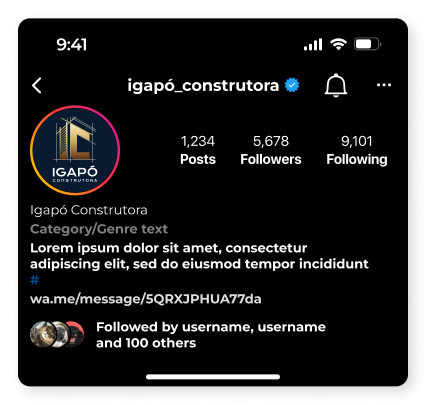 9:41
igapó_construtora
1,234 5,678 9,101
Posts Followers Following
IGAPÓ
CONSTRUTORA
Igapó Construtora
Category/Genre text
Lorem ipsum dolor sit amet, consectetur
adipiscing elit, sed do eiusmod tempor incididunt
#
wa.me/message/5QRXJPHUA77da
Followed by username, username
and 100 others